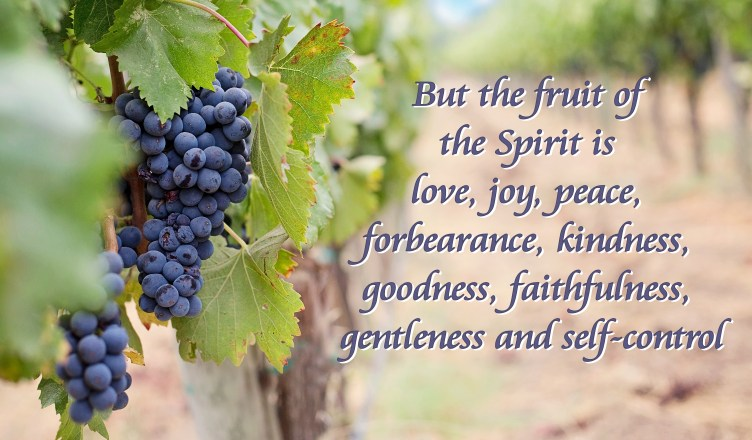 But the fruit of
the Spirit is
love, joy, peace,
forbearance, kindness,
goodness, faithfulness,
gentleness and self-control